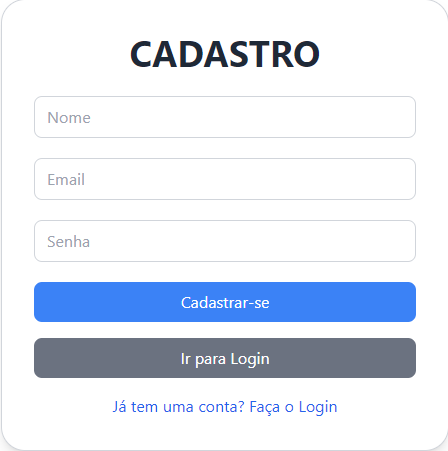 CADASTRO
Nome
Email
Senha
Cadastrar-se
Ir para Login
Já tem uma conta? Faça o Login